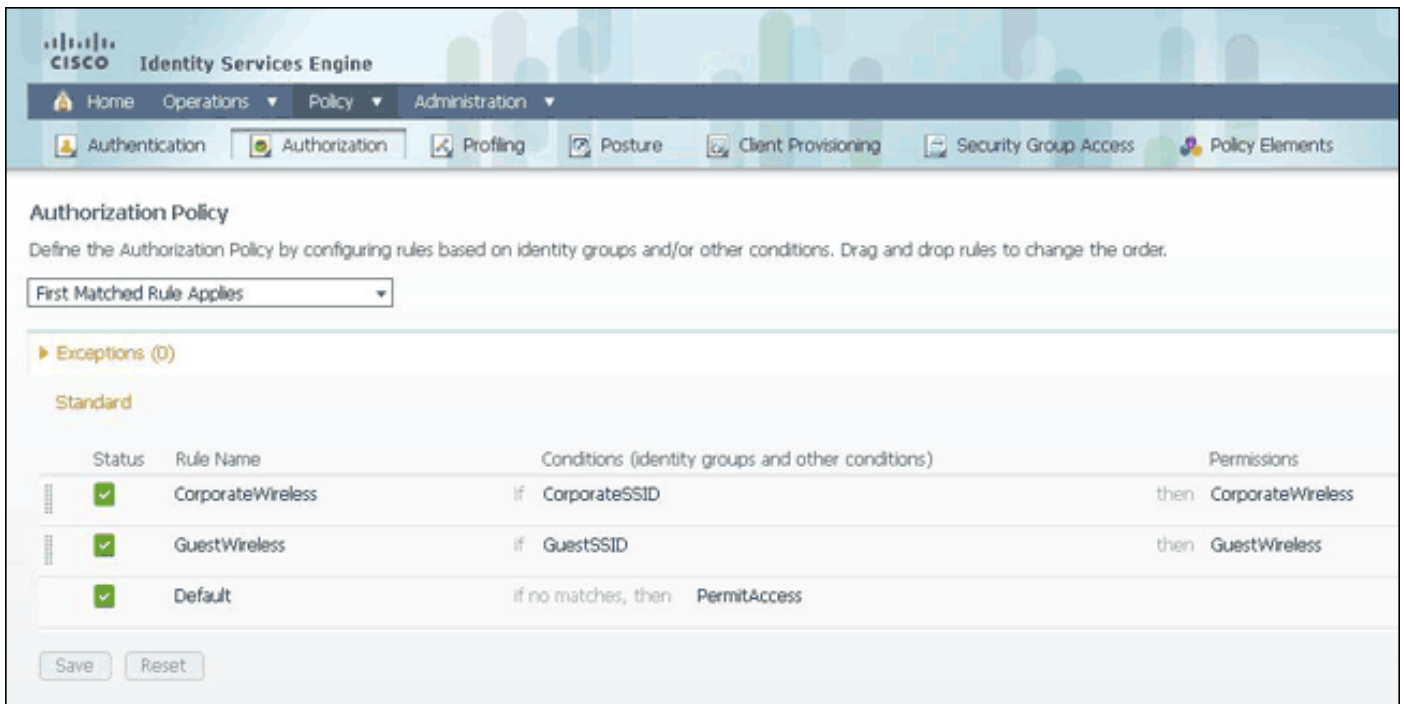 CISCO Identity Services Engine
Home Operations Policy Administration
Authentication Authorization Profiling Posture Client Provisioning Security Group Access Policy Elements
Authorization Policy
Define the Authorization Policy by configuring rules based on identity groups and/or other conditions. Drag and drop rules to change the order.
First Matched Rule Applies
Exceptions (0)
Standard
Status Rule Name Conditions (identity groups and other conditions) Permissions
CorporateWireless if CorporateSSID then CorporateWireless
GuestWireless if GuestSSID then GuestWireless
Default if no matches, then PermitAccess
Save Reset